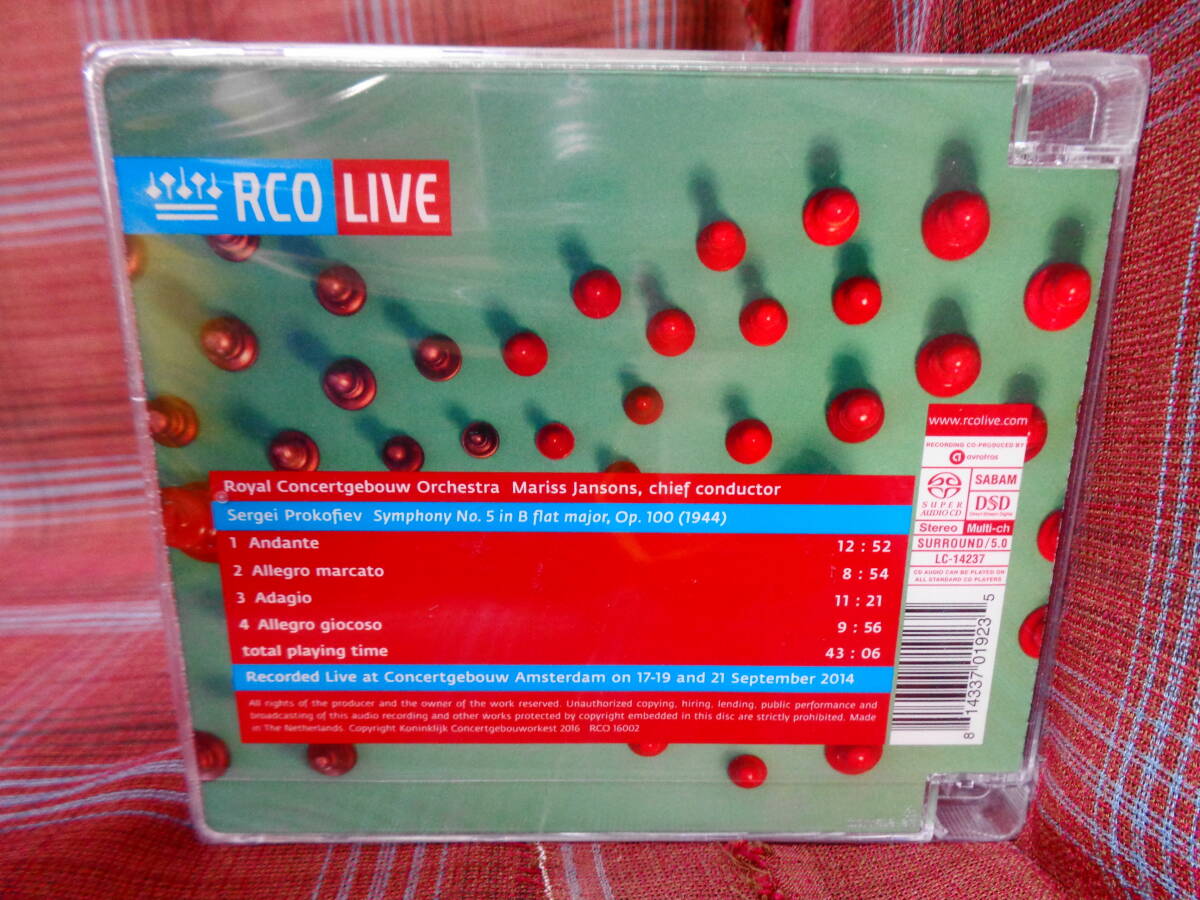 RCO LIVE
Royal Concertgebouw Orchestra Mariss Jansons, chief conductor
Sergei Prokofiev Symphony No. 5 in B flat major, Op. 100 (1944)
1 Andante 12 : 52
2 Allegro marcato 8 : 54
3 Adagio 11 : 21
4 Allegro giocoso 9 : 56
total playing time 43 : 06
Recorded Live at Concertgebouw Amsterdam on 17-19 and 21 September 2014
All rights of the producer and the owner of the work reserved. Unauthorized copying, hiring, lending, public performance and
broadcasting of this audio recording and other works protected by copyright embedded in this disc are strictly prohibited. Made
in The Netherlands. Copyright Koninklijk Concertgebouworkest 2016 RCO 16002
www.rcolive.com
RECORDING CO-PRODUCED BY
avrotros
SUPER AUDIO CD
SABAM
DSD
Direct Stream Digital
Stereo Multi-ch
SURROUND/5.0
LC-14237
CD AUDIO CAN BE PLAYED ON
ALL STANDARD CD PLAYERS
8 14337 01923 5